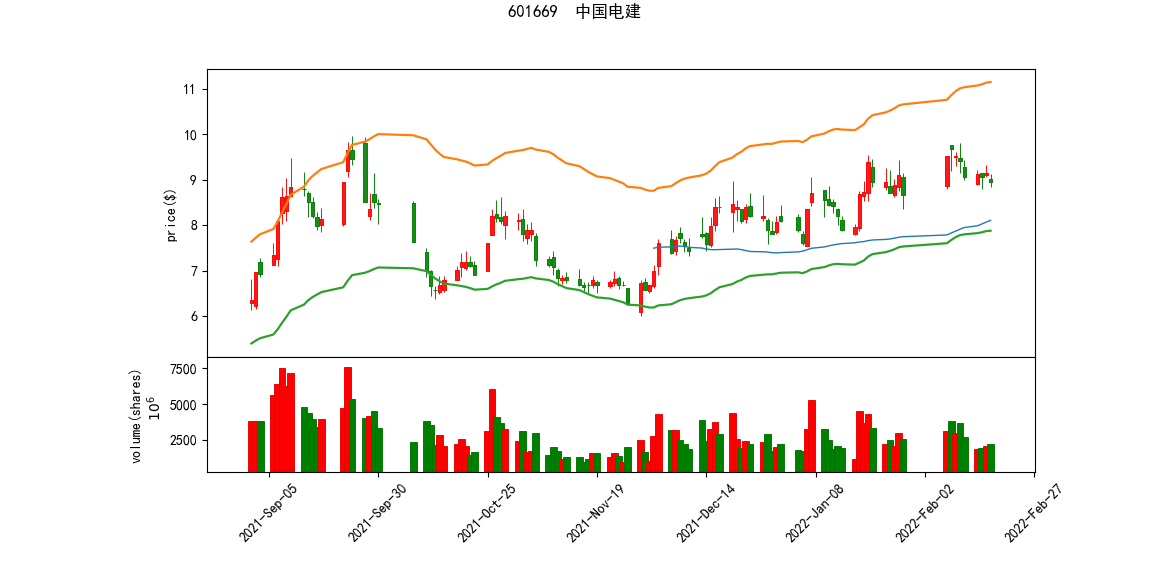 601669 中国电建
11
10
9
8
7
6
price($)
7500
5000
2500
volume(shares)
10^6
2021-Sep-05
2021-Sep-30
2021-Oct-25
2021-Nov-19
2021-Dec-14
2022-Jan-08
2022-Feb-02
2022-Feb-27